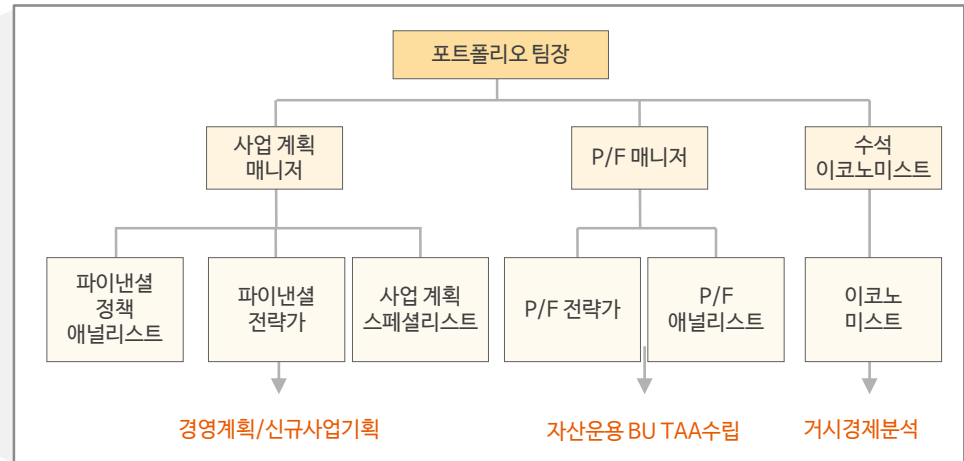 포트폴리오 팀장
사업 계획
매니저
P/F 매니저
수석
이코노미스트
파이낸셜
정책
애널리스트
파이낸셜
전략가
사업 계획
스페셜리스트
P/F 전략가
P/F
애널리스트
이코노
미스트
경영계획/신규사업기획
자산운용 BU TAA수립
거시경제분석